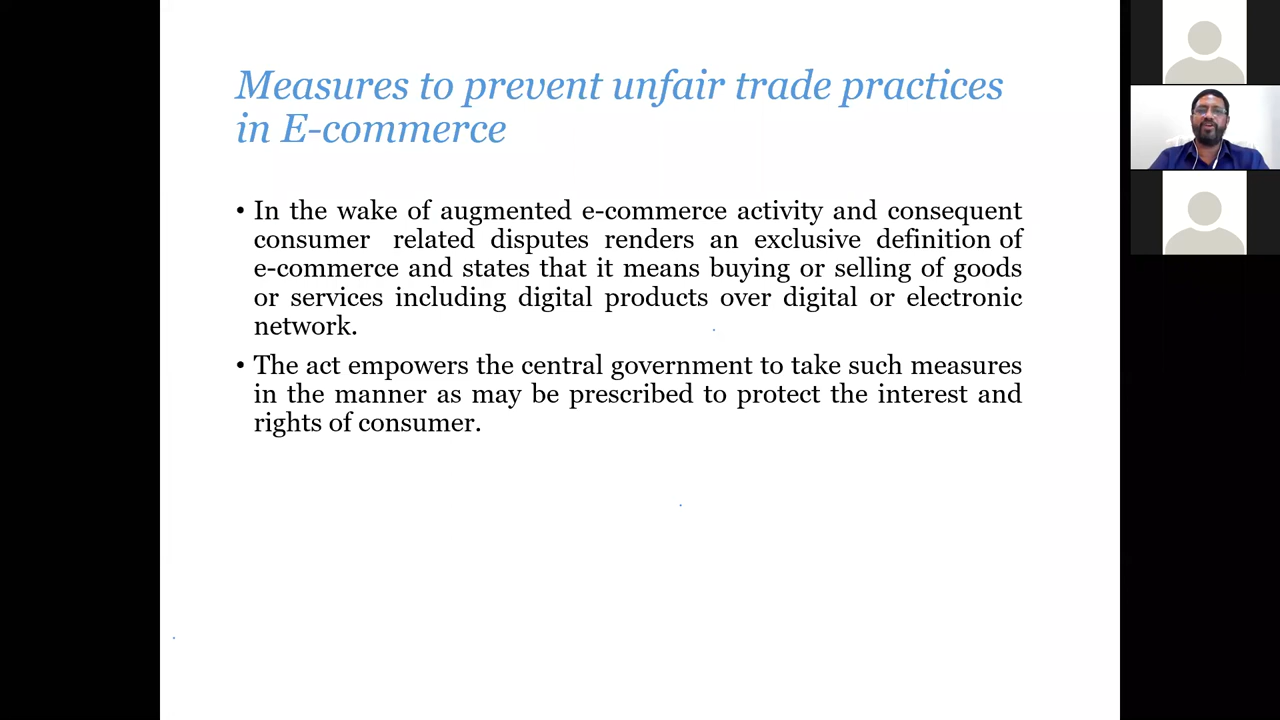 Measures to prevent unfair trade practices
in E-commerce
• In the wake of augmented e-commerce activity and consequent
consumer related disputes renders an exclusive definition of
e-commerce and states that it means buying or selling of goods
or services including digital products over digital or electronic
network.
• The act empowers the central government to take such measures
in the manner as may be prescribed to protect the interest and
rights of consumer.